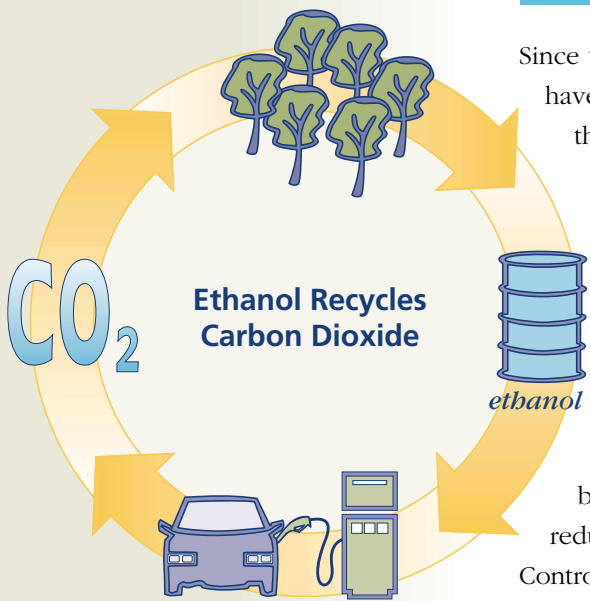 Since
have
th
Ethanol Recycles
Carbon Dioxide
CO2
ethanol
b
redu
Contro